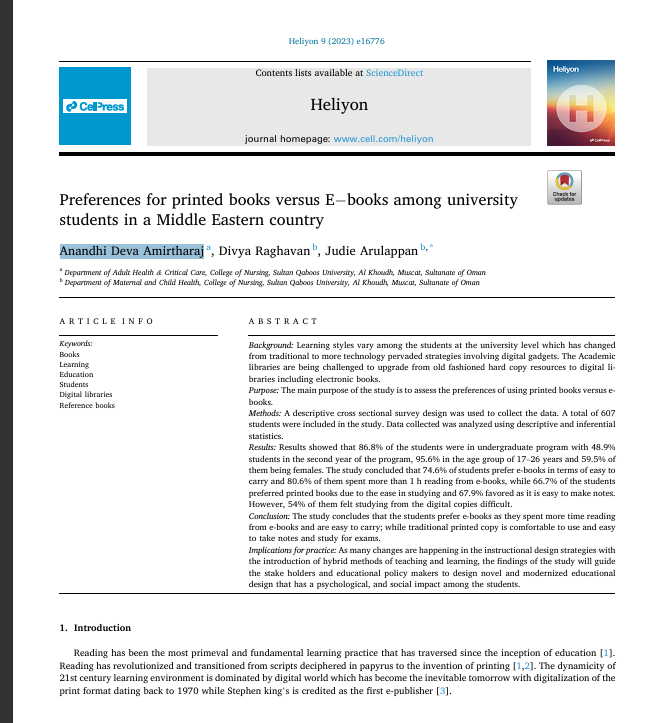 Heliyon 9 (2023) e16776
Contents lists available at ScienceDirect
Heliyon
journal homepage: www.cell.com/heliyon
CelPress
Heliyon
H
CelPress
Check for
updates
Preferences for printed books versus E−books among university
students in a Middle Eastern country
Anandhi Deva Amirtharaj a, Divya Raghavan b, Judie Arulappan b,*
a Department of Adult Health & Critical Care, College of Nursing, Sultan Qaboos University, Al Khoudh, Muscat, Sultanate of Oman
b Department of Maternal and Child Health, College of Nursing, Sultan Qaboos University, Al Khoudh, Muscat, Sultanate of Oman
ARTICLE INFO
Keywords:
Books
Learning
Education
Students
Digital libraries
Reference books
ABSTRACT
Background: Learning styles vary among the students at the university level which has changed
from traditional to more technology pervaded strategies involving digital gadgets. The Academic
libraries are being challenged to upgrade from old fashioned hard copy resources to digital li-
braries including electronic books.
Purpose: The main purpose of the study is to assess the preferences of using printed books versus e-
books.
Methods: A descriptive cross sectional survey design was used to collect the data. A total of 607
students were included in the study. Data collected was analyzed using descriptive and inferential
statistics.
Results: Results showed that 86.8% of the students were in undergraduate program with 48.9%
students in the second year of the program, 95.6% in the age group of 17–26 years and 59.5% of
them being females. The study concluded that 74.6% of students prefer e-books in terms of easy to
carry and 80.6% of them spent more than 1 h reading from e-books, while 66.7% of the students
preferred printed books due to the ease in studying and 67.9% favored as it is easy to make notes.
However, 54% of them felt studying from the digital copies difficult.
Conclusion: The study concludes that the students prefer e-books as they spent more time reading
from e-books and are easy to carry; while traditional printed copy is comfortable to use and easy
to take notes and study for exams.
Implications for practice: As many changes are happening in the instructional design strategies with
the introduction of hybrid methods of teaching and learning, the findings of the study will guide
the stake holders and educational policy makers to design novel and modernized educational
design that has a psychological, and social impact among the students.
1. Introduction
Reading has been the most primeval and fundamental learning practice that has traversed since the inception of education [1].
Reading has revolutionized and transitioned from scripts deciphered in papyrus to the invention of printing [1,2]. The dynamicity of
21st century learning environment is dominated by digital world which has become the inevitable tomorrow with digitalization of the
print format dating back to 1970 while Stephen king's is credited as the first e-publisher [3].